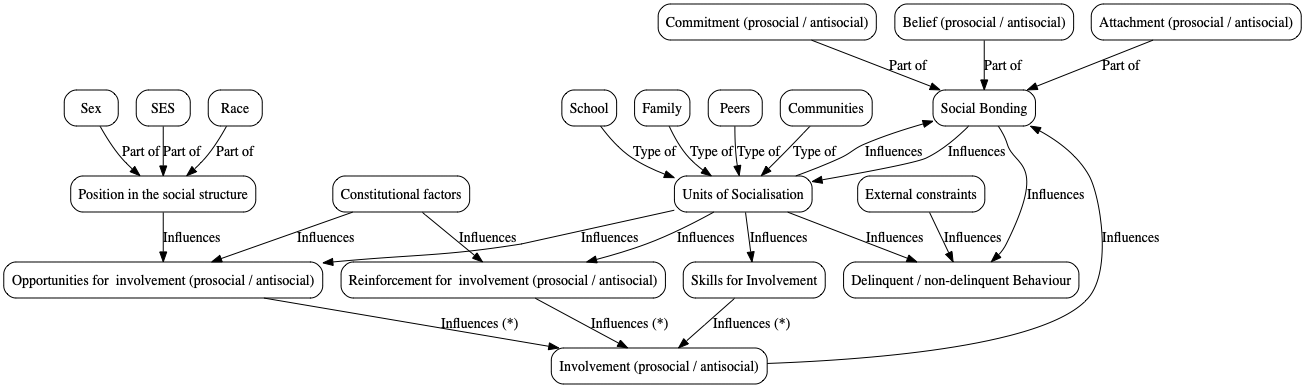 Commitment (prosocial / antisocial)
Belief (prosocial / antisocial)
Attachment (prosocial / antisocial)
Part of
Part of
Part of
Sex
SES
Race
School
Family
Peers
Communities
Social Bonding
Part of
Part of
Part of
Type of
Type of
Type of
Type of
Influences
Influences
Position in the social structure
Constitutional factors
Units of Socialisation
External constraints
Influences
Influences
Influences
Influences
Influences
Influences
Influences
Influences
Influences
Influences
Opportunities for  involvement (prosocial / antisocial)
Reinforcement for  involvement (prosocial / antisocial)
Skills for Involvement
Delinquent / non-delinquent Behaviour
Influences (*)
Influences (*)
Influences (*)
Involvement (prosocial / antisocial)